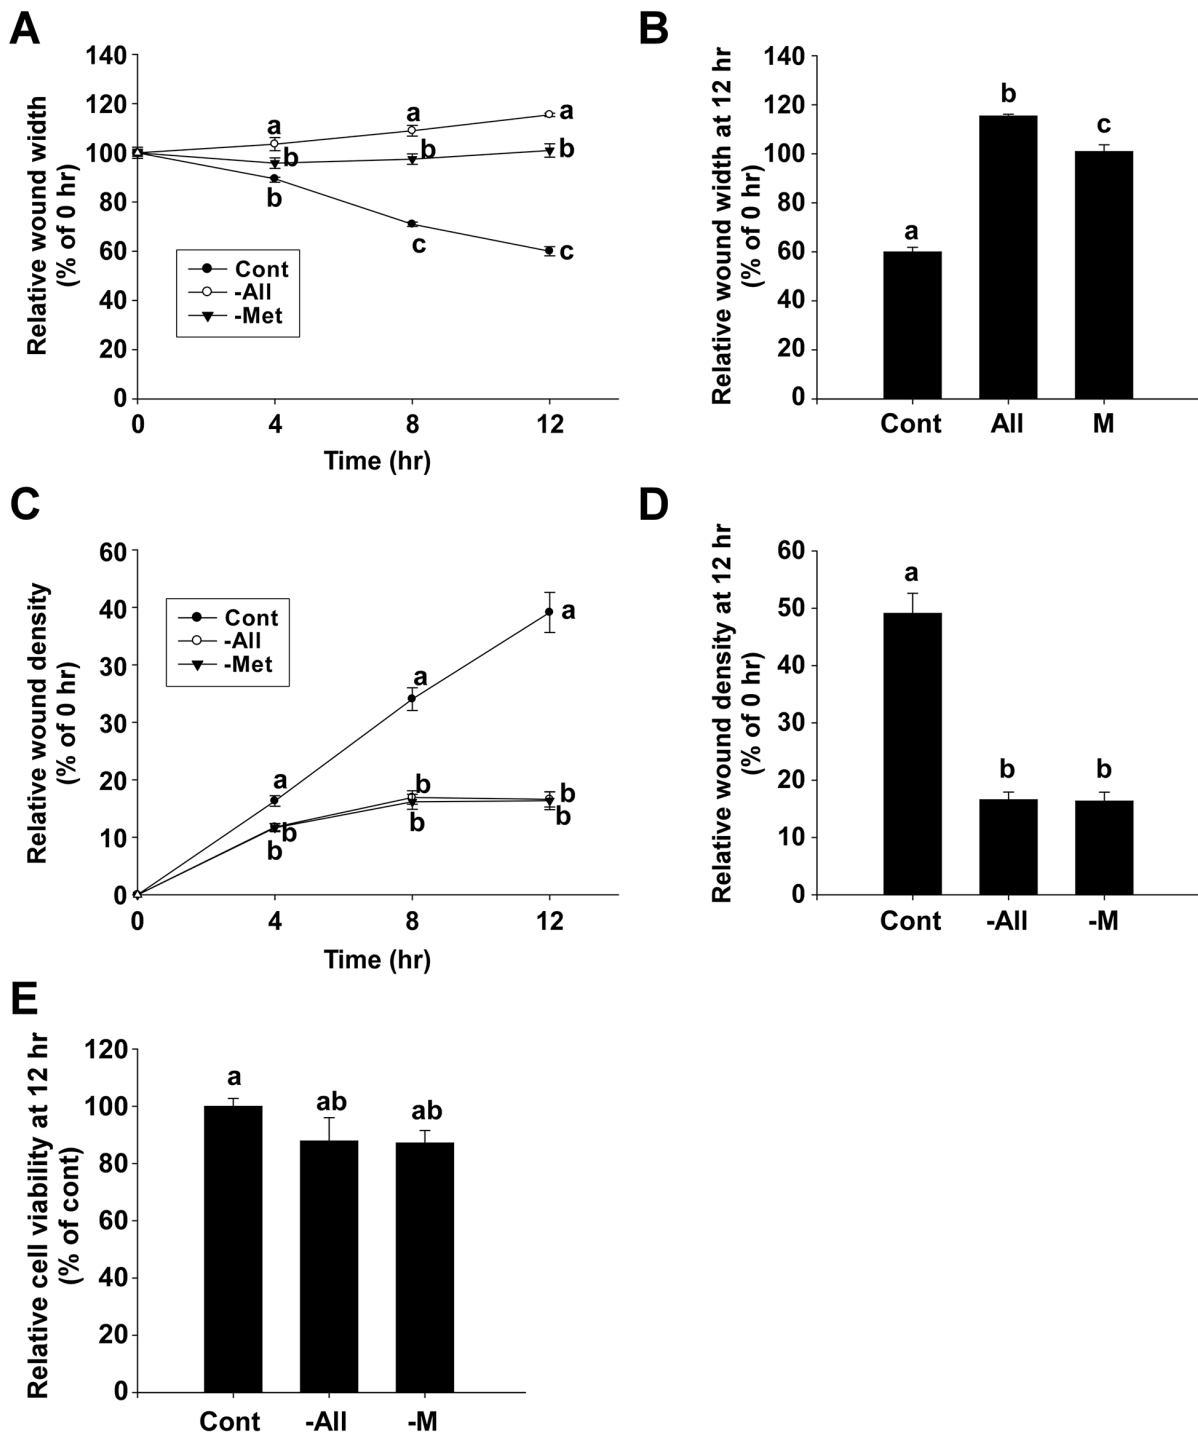 A
Relative wound width
(% of 0 hr)
140
120
100
80
60
40
20
0
a
a
a
b
b
b
b
c
c
Cont
-All
-Met
0 4 8 12
Time (hr)
B
Relative wound width at 12 hr
(% of 0 hr)
140
120
100
80
60
40
20
0
a
b
c
Cont All M
C
Relative wound density
(% of 0 hr)
60
40
30
30
20
10
0
Cont
-All
-Met
a
a
a
b
b
b
b
b
b
0 4 8 12
Time (hr)
D
Relative wound density at 12 hr
(% of 0 hr)
60
50
40
30
20
10
0
a
b
b
Cont -All -M
E
Relative cell viability at 12 hr
(% of cont)
120
100
80
60
40
20
0
a
ab
ab
Cont -All -M